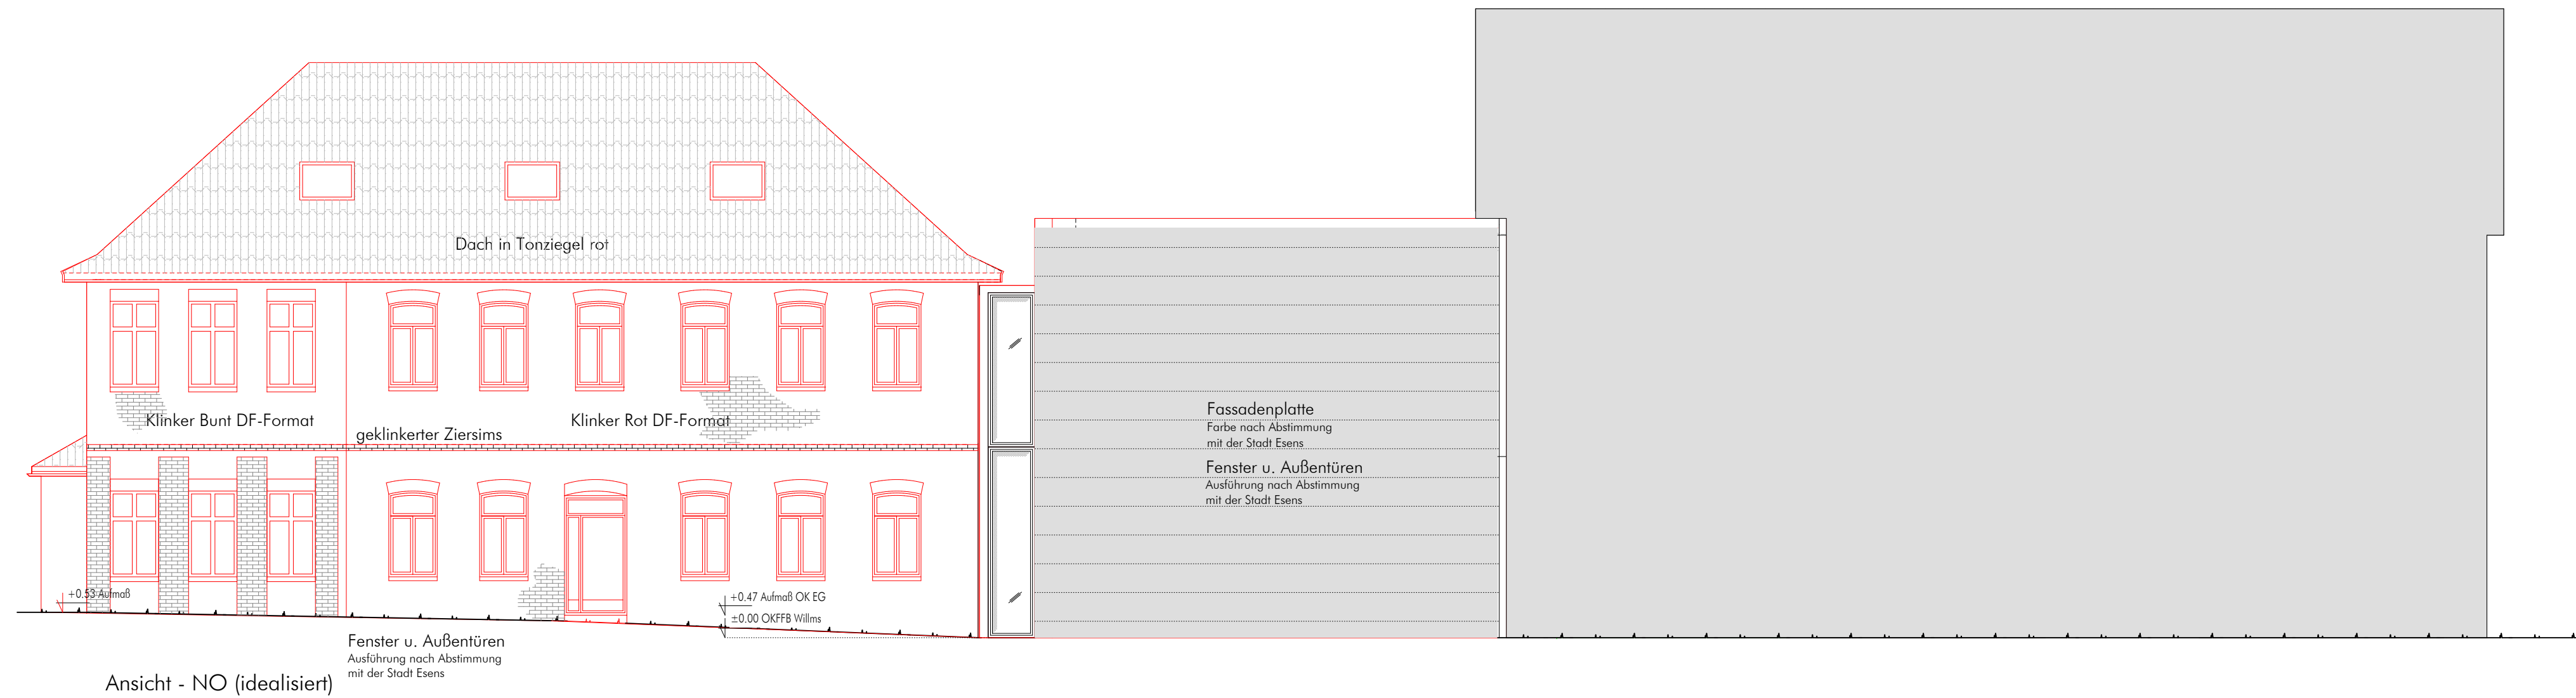 Dach in Tonziegel rot
Klinker Bunt DF-Format
geklinkerter Ziersims
Klinker Rot DF-Format
Fassadenplatte
Farbe nach Abstimmung
mit der Stadt Esens
Fenster u. Außentüren
Ausführung nach Abstimmung
mit der Stadt Esens
+0.53 Aufmaß
+0.47 Aufmaß OK EG
±0.00 OKFFB Willms
Fenster u. Außentüren
Ausführung nach Abstimmung
mit der Stadt Esens
Ansicht - NO (idealisiert)